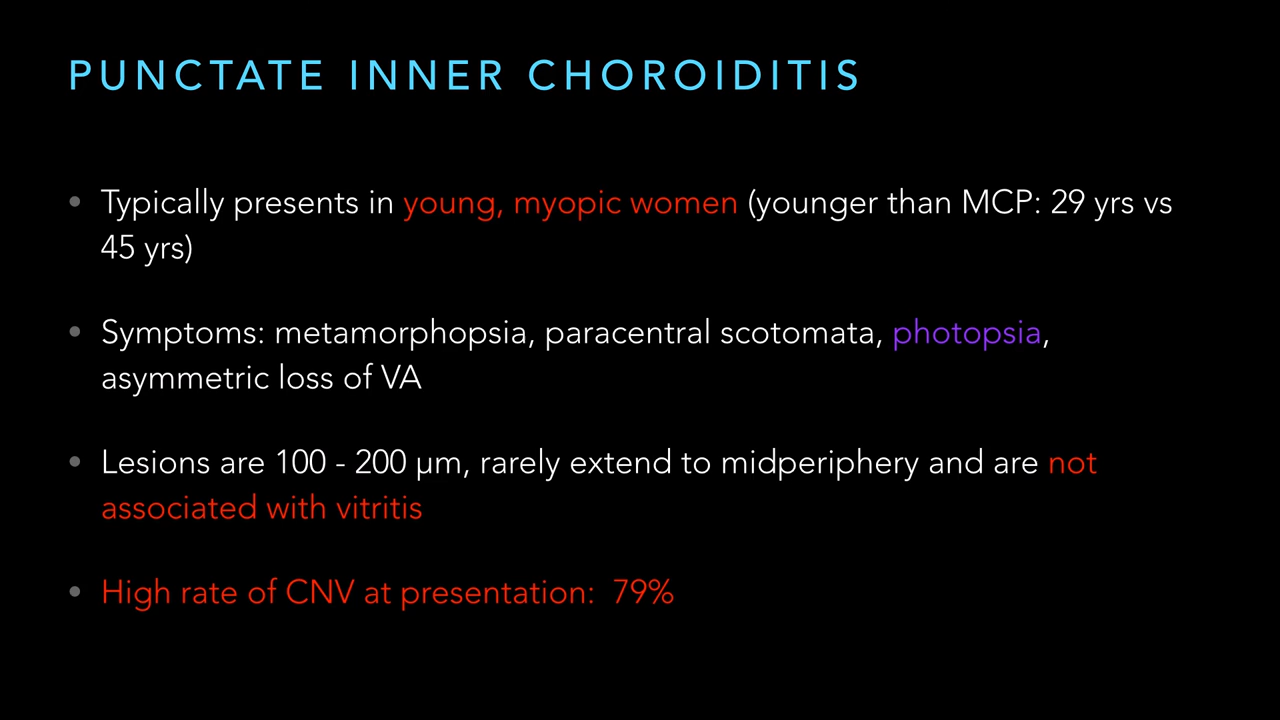 PUNCTATE INNER CHOROIDITIS
• Typically presents in young, myopic women (younger than MCP: 29 yrs vs
45 yrs)
• Symptoms: metamorphopsia, paracentral scotomata, photopsia,
asymmetric loss of VA
• Lesions are 100 - 200 µm, rarely extend to midperiphery and are not
associated with vitritis
• High rate of CNV at presentation:  79%